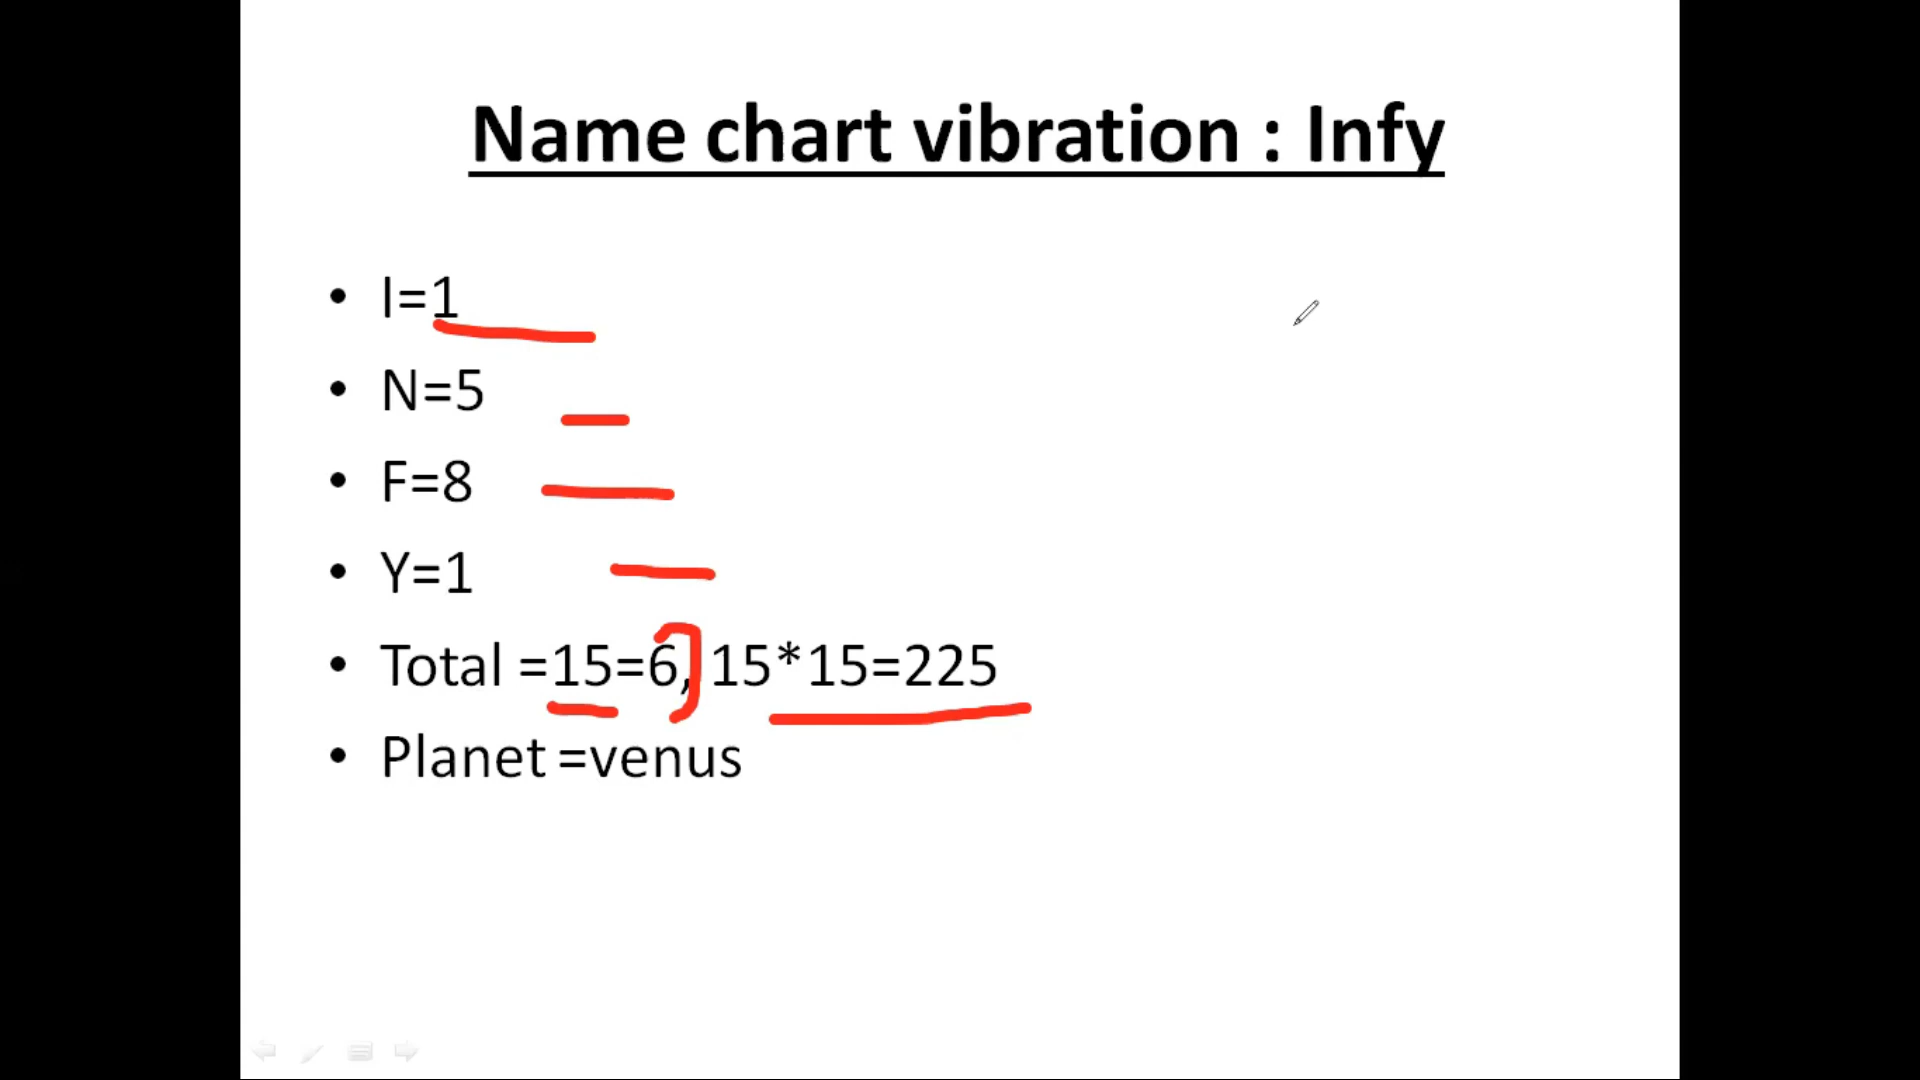 Name chart vibration : Infy
• I=1
• N=5
• F=8
• Y=1
• Total =15=6, 15*15=225
• Planet =venus